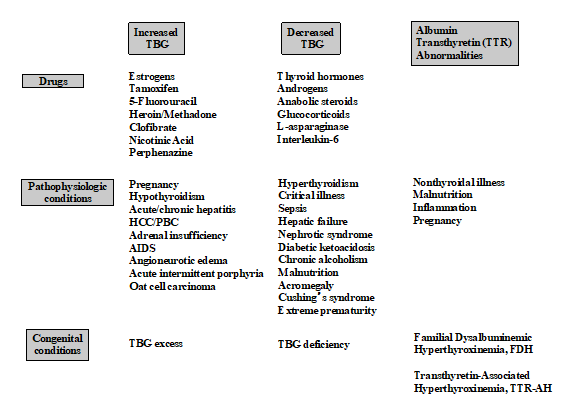 Increased
TBG
Decreased
TBG
Albumin
Transthyretin (TTR)
Abnormalities
Drugs
Estrogens
Tamoxifen
5-Fluorouracil
Heroin/Methadone
Clofibrate
Nicotinic Acid
Perphenazine
Thyroid hormones
Androgens
Anabolic steroids
Glucocorticoids
L-asparaginase
Interleukin-6
Pathophysiologic
conditions
Pregnancy
Hypothyroidism
Acute/chronic hepatitis
HCC/PBC
Adrenal insufficiency
AIDS
Angioneurotic edema
Acute intermittent porphyria
Oat cell carcinoma
Hyperthyroidism
Critical illness
Sepsis
Hepatic failure
Nephrotic syndrome
Diabetic ketoacidosis
Chronic alcoholism
Malnutrition
Acromegaly
Cushing's syndrome
Extreme prematurity
Nonthyroidal illness
Malnutrition
Inflammation
Pregnancy
Congenital
conditions
TBG excess
TBG deficiency
Familial Dysalbuminemic
Hyperthyroxinemia, FDH
Transthyretin-Associated
Hyperthyroxinemia, TTR-AH